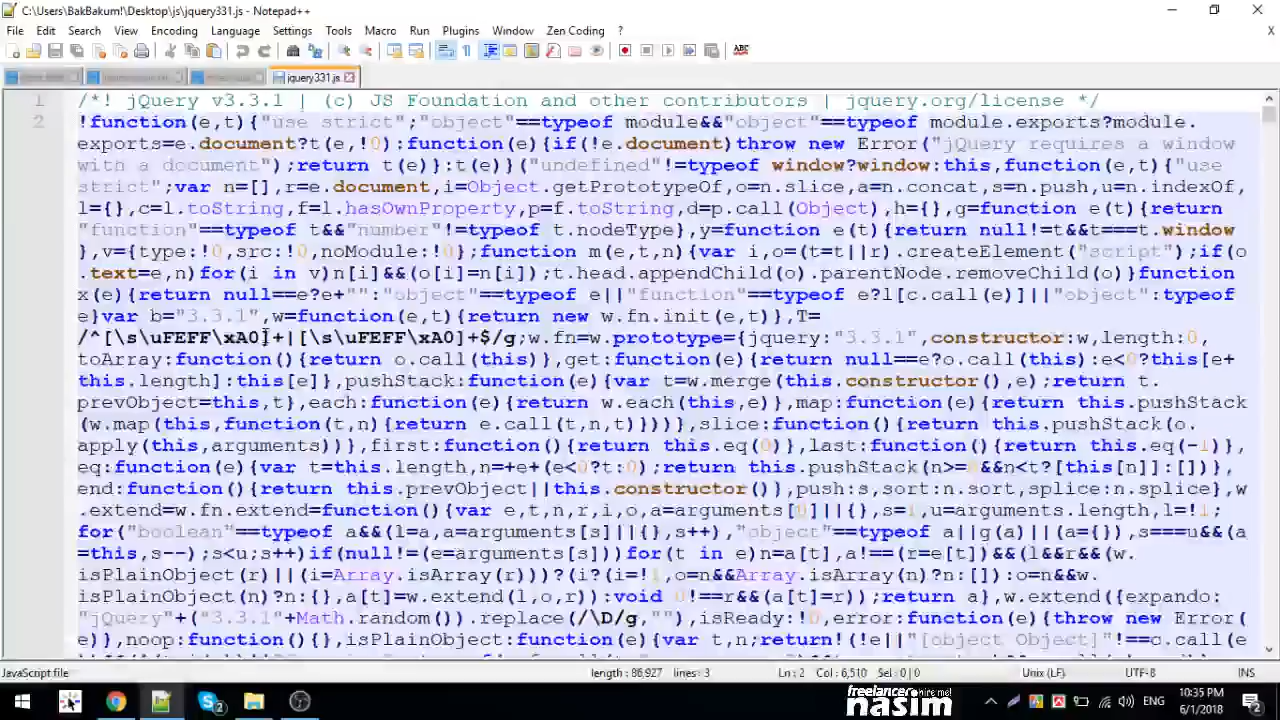 C:\Users\BakBakum!\Desktop\js\jquery331.js - Notepad++
File Edit Search View Encoding Language Settings Tools Macro Run Plugins Window Zen Coding ? X
ABC
jquery331.js
1 /*! jQuery v3.3.1 | (c) JS Foundation and other contributors | jquery.org/license */
2 !function(e,t){"use strict";"object"==typeof module&&"object"==typeof module.exports?module.
exports=e.document?t(e,!0):function(e){if(!e.document)throw new Error("jQuery requires a window
with a document");return t(e)}:t(e)}("undefined"!=typeof window?window:this,function(e,t){"use
strict";var n=[],r=e.document,i=Object.getPrototypeOf,o=n.slice,a=n.concat,s=n.push,u=n.indexOf,
l={},c=l.toString,f=l.hasOwnProperty,p=f.toString,d=p.call(Object),h={},g=function e(t){return
"function"==typeof t&&"number"!=typeof t.nodeType},y=function e(t){return null!=t&&t===t.window
},v={type:!0,src:!0,noModule:!0};function m(e,t,n){var i,o=(t=t||r).createElement("script");if(o
.text=e,n)for(i in v)n[i]&&(o[i]=n[i]);t.head.appendChild(o).parentNode.removeChild(o)}function
x(e){return null==e?e+"":"object"==typeof e||"function"==typeof e?l[c.call(e)]||"object":typeof
e}var b="3.3.1",w=function(e,t){return new w.fn.init(e,t)},T=
/^[\s\uFEFF\xA0]+|[\s\uFEFF\xA0]+$/g;w.fn=w.prototype={jquery:"3.3.1",constructor:w,length:0,
toArray:function(){return o.call(this)},get:function(e){return null==e?o.call(this):e<0?this[e+
this.length]:this[e]},pushStack:function(e){var t=w.merge(this.constructor(),e);return t.
prevObject=this,t},each:function(e){return w.each(this,e)},map:function(e){return this.pushStack
(w.map(this,function(t,n){return e.call(t,n,t)}))},slice:function(){return this.pushStack(o.
apply(this,arguments))},first:function(){return this.eq(0)},last:function(){return this.eq(-1)},
eq:function(e){var t=this.length,n=+e+(e<0?t:0);return this.pushStack(n>=0&&n<t?[this[n]]:[])},
end:function(){return this.prevObject||this.constructor()},push:s,sort:n.sort,splice:n.splice},w
.extend=w.fn.extend=function(){var e,t,n,r,i,o,a=arguments[0]||{},s=1,u=arguments.length,l=!1;
for("boolean"==typeof a&&(l=a,a=arguments[s]||{},s++),"object"==typeof a||g(a)||(a={}),s===u&&(a
=this,s--);s<u;s++)if(null!=(e=arguments[s]))for(t in e)n=a[t],a!==(r=e[t])&&(l&&r&&(w.
isPlainObject(r)||(i=Array.isArray(r)))?(i?(i=!1,o=n&&Array.isArray(n)?n:[]):o=n&&w.
isPlainObject(n)?n:{},a[t]=w.extend(l,o,r)):void 0!==r&&(a[t]=r));return a},w.extend({expando:
"jQuery"+("3.3.1"+Math.random()).replace(/\D/g,""),isReady:!0,error:function(e){throw new Error(
e)},noop:function(){},isPlainObject:function(e){var t,n;return!(!e||"[object Object]"!==c.call(e
JavaScript file length : 86,927 lines : 3 Ln : 2 Col : 6,510 Sel : 0 | 0 Unix (LF) UTF-8 INS
freelancer hire me!
nasim
2
ENG
10:35 PM
6/1/2018
2